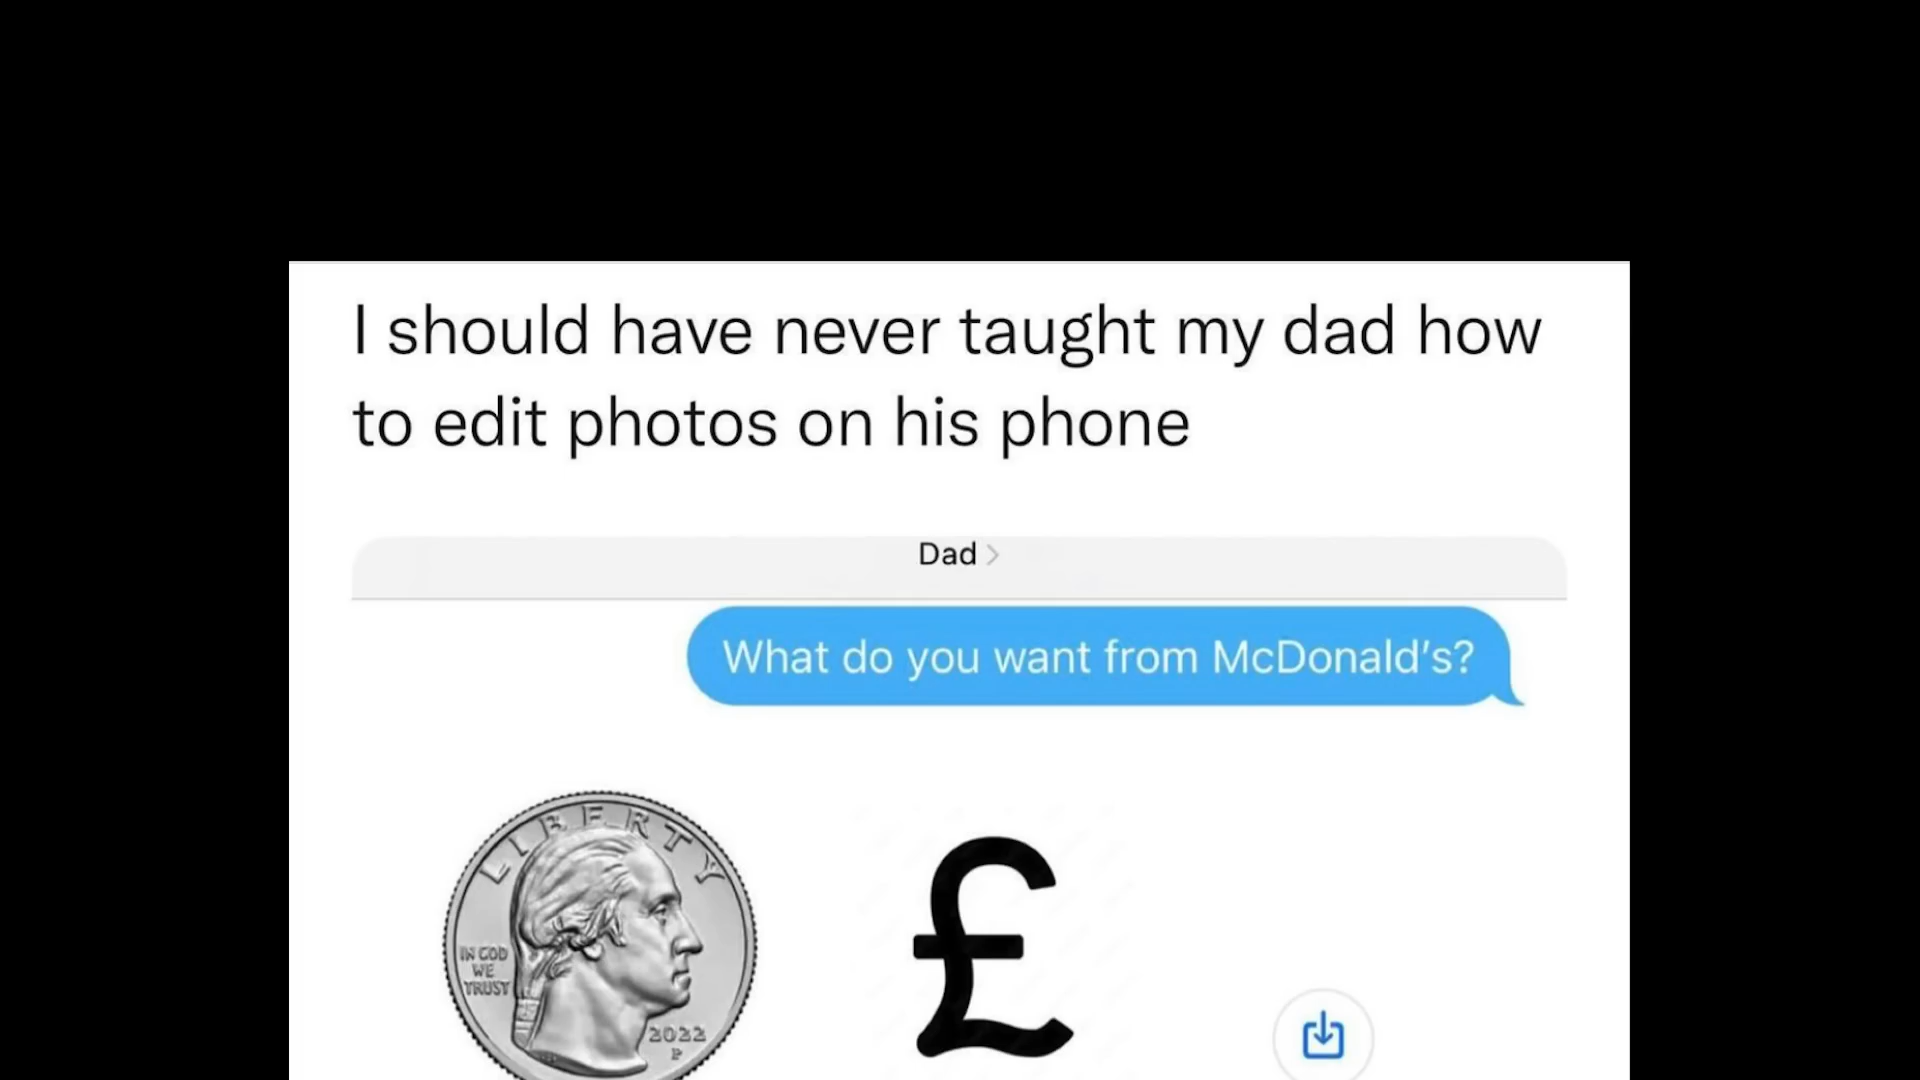 I should have never taught my dad how
to edit photos on his phone
Dad >
What do you want from McDonald's?
LIBERTY
IN GOD
WE
TRUST
2022
P
£